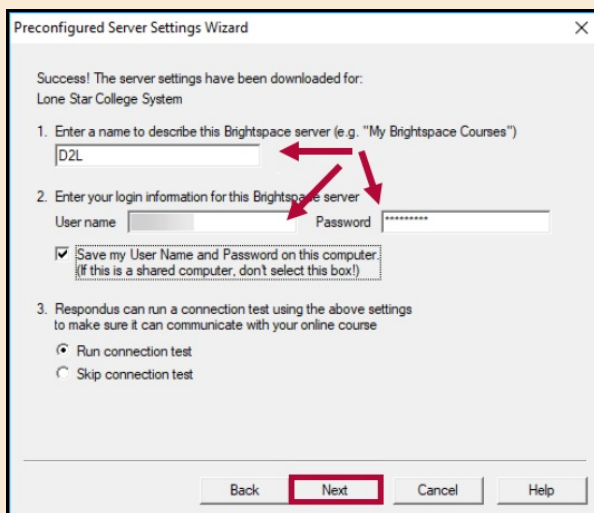 Preconfigured Server Settings Wizard
Success! The server settings have been downloaded for:
Lone Star College System
1. Enter a name to describe this Brightspace server (e.g. "My Brightspace Courses")
D2L
2. Enter your login information for this Brightspace server
User name Password *********
Save my User Name and Password on this computer.
(If this is a shared computer, don't select this box!)
3. Respondus can run a connection test using the above settings
to make sure it can communicate with your online course
Run connection test
Skip connection test
Back Next Cancel Help